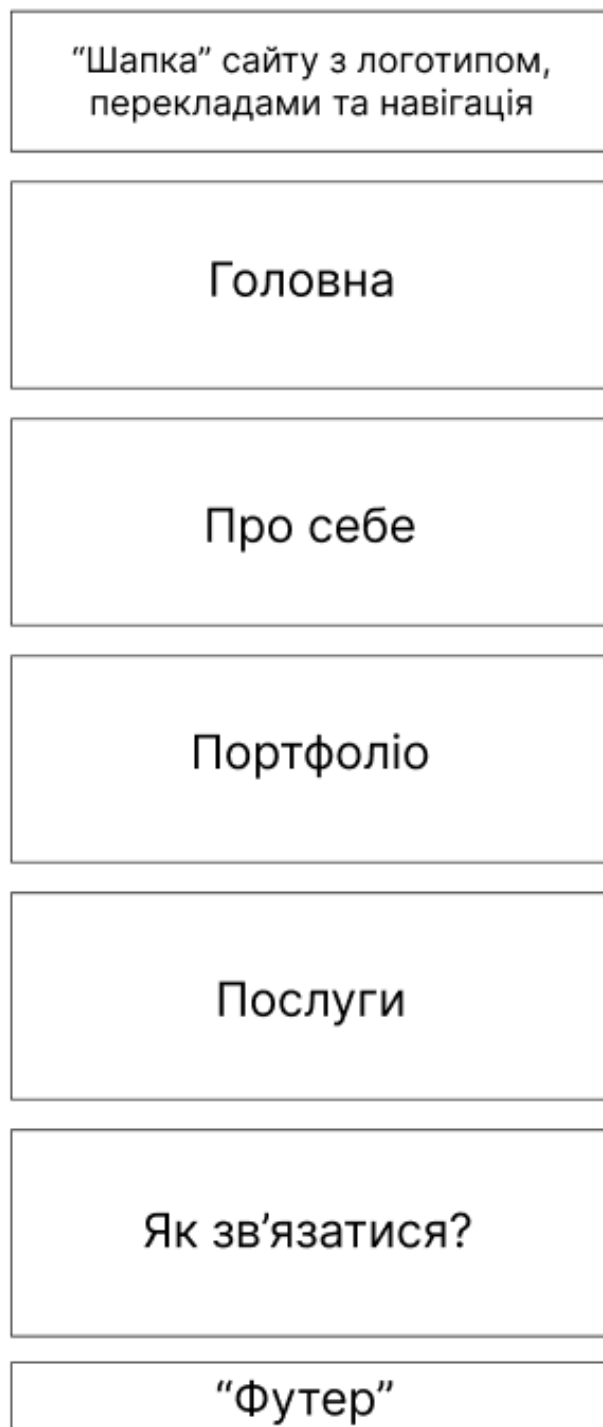 “Шапка” сайту з логотипом,
перекладами та навігація
Головна
Про себе
Портфоліо
Послуги
Як зв’язатися?
“Футер”